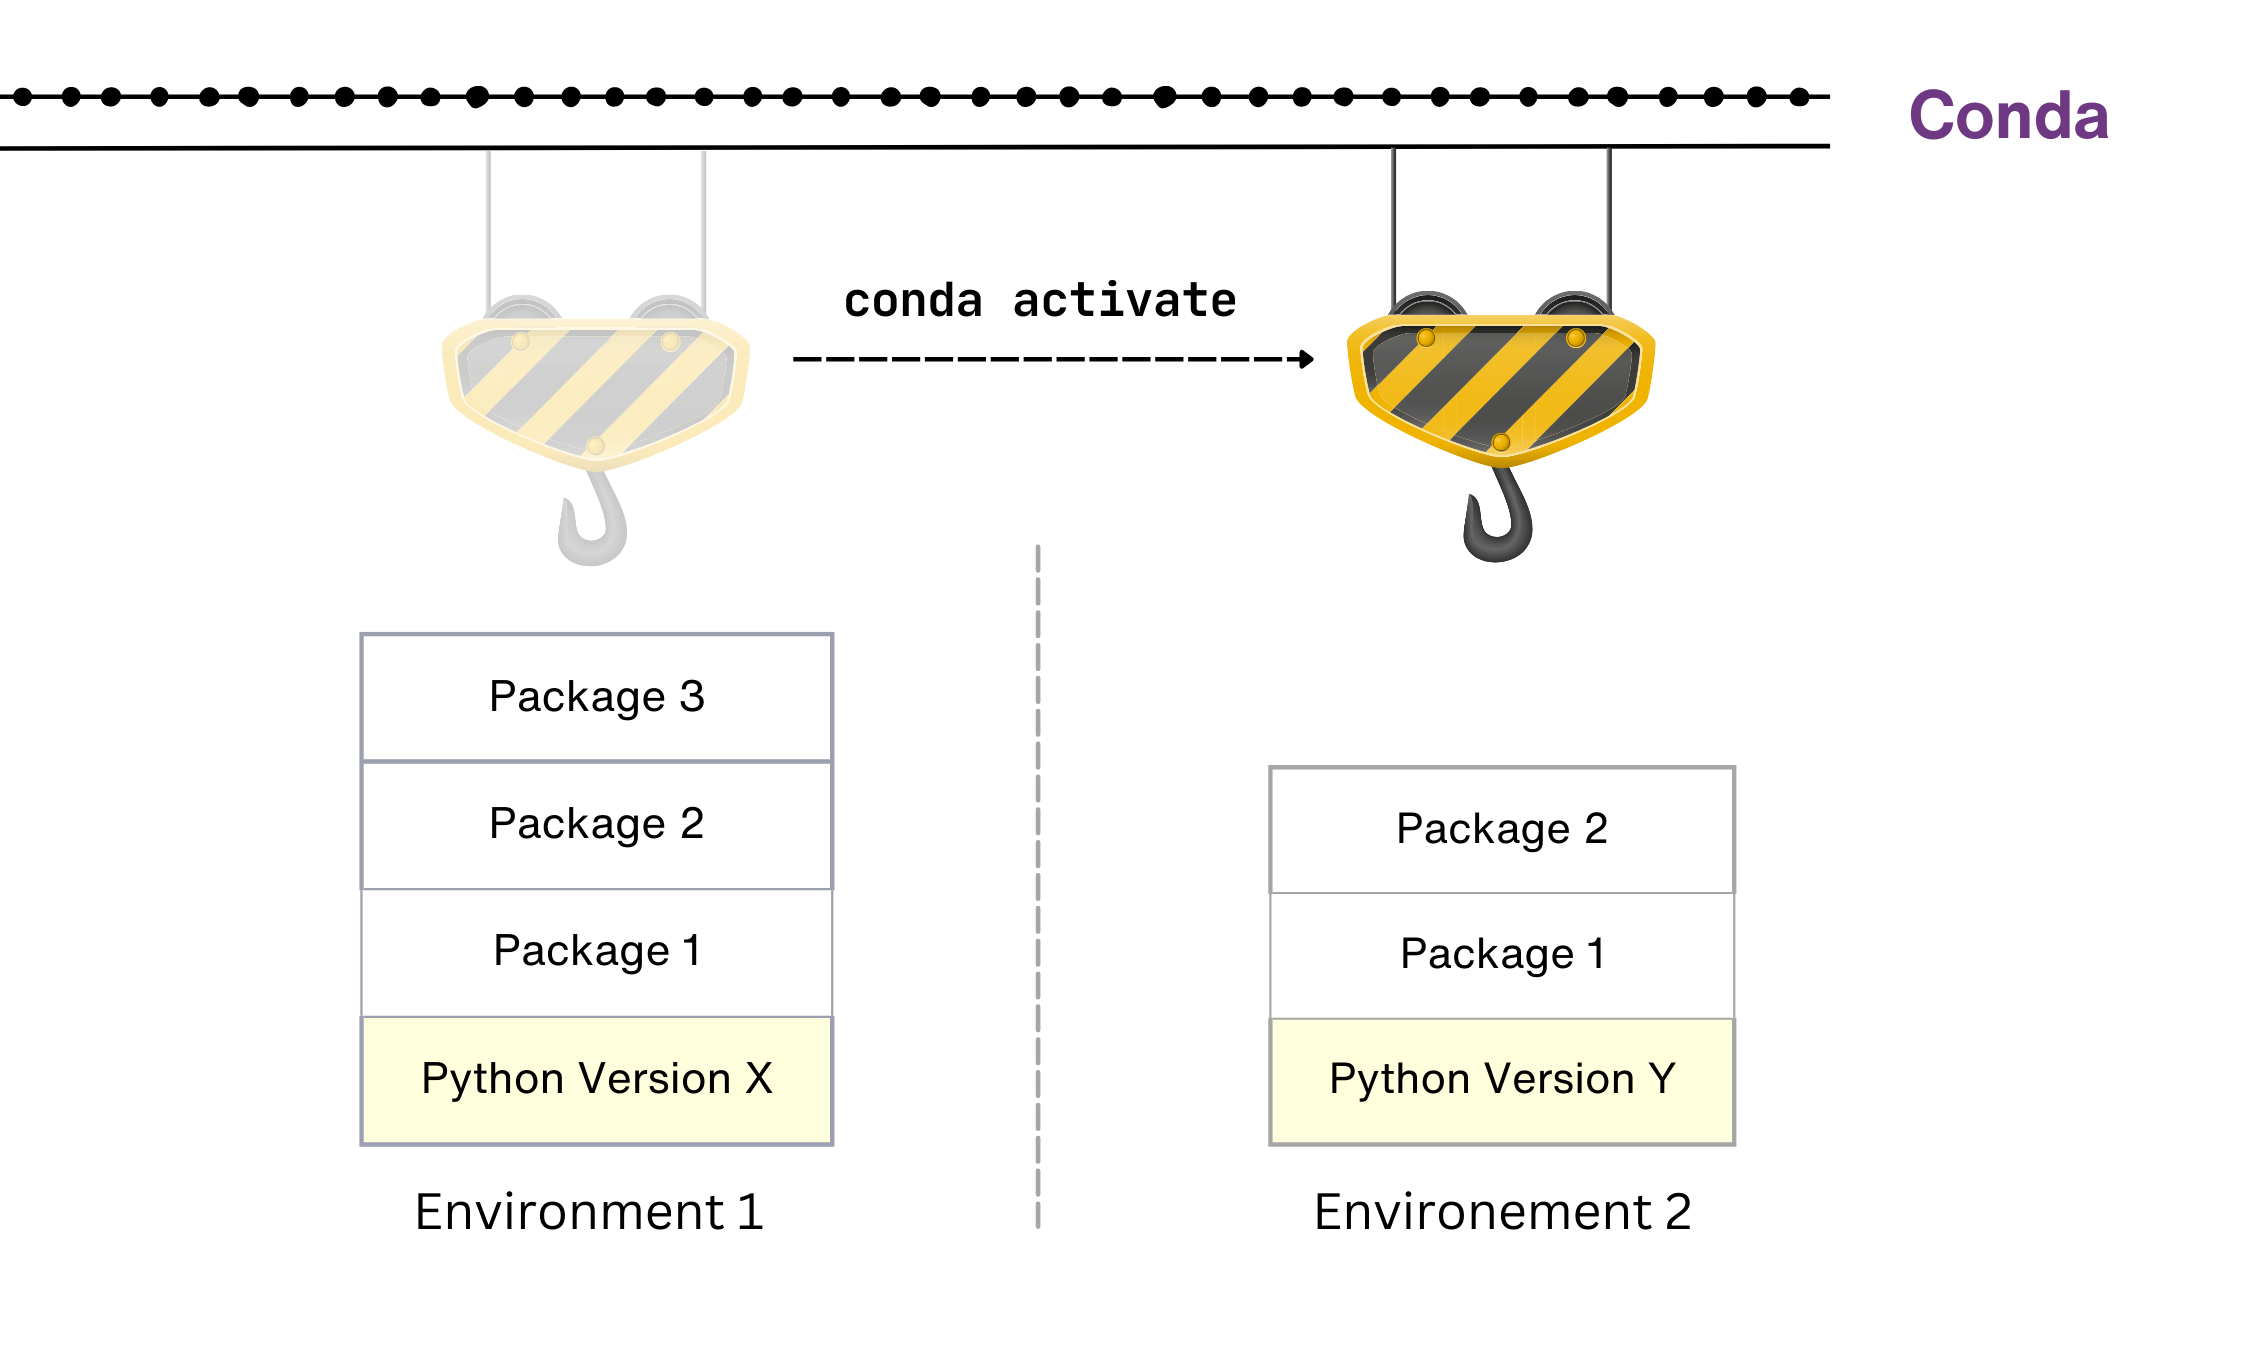 Conda
conda activate
Package 3
Package 2
Package 1
Python Version X
Environment 1
Package 2
Package 1
Python Version Y
Environement 2